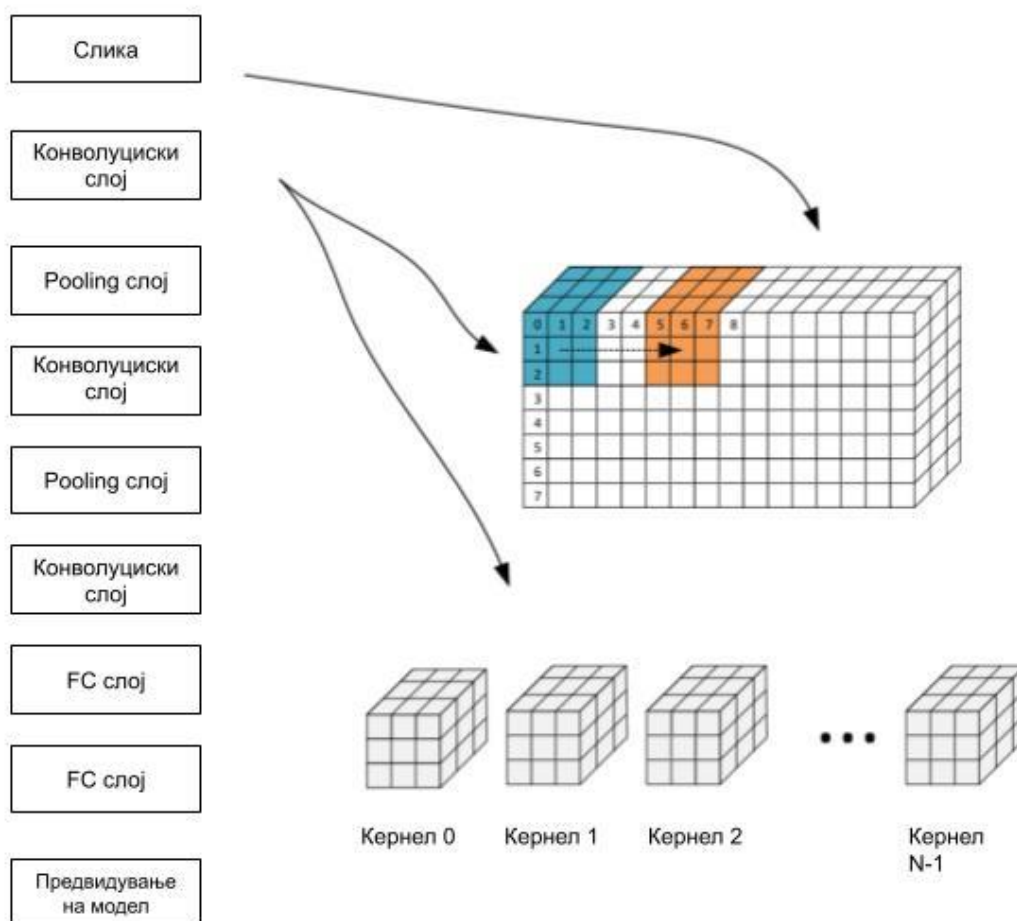 Слика
Конволуциски
слој
Pooling слој
Конволуциски
слој
Pooling слој
Конволуциски
слој
FC слој
FC слој
Предвидување
на модел
0 1 2 3 4 5 6 7 8
1
2
3
4
5
6
7
Кернел 0
Кернел 1
Кернел 2
Кернел
N-1